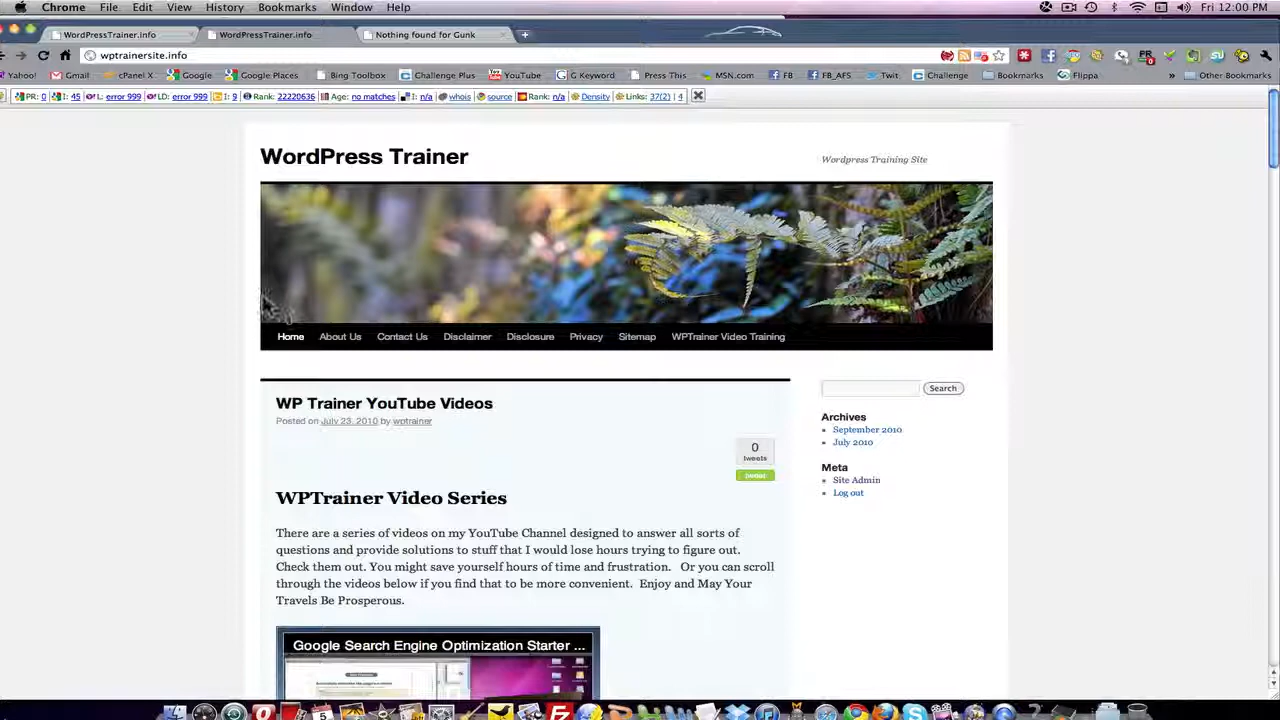 Chrome File Edit View History Bookmarks Window Help Fri 12:00 PM
WordPressTrainer.info WordPressTrainer.info Nothing found for Gunk
wptrainersite.info
Yahoo! Gmail cPanel X Google Google Places Bing Toolbox Challenge Plus YouTube G Keyword Press This MSN.com FB FB_AFS Twit Challenge Bookmarks Flippa » Other Bookmarks
PR: 0 I: 45 L: error 999 LD: error 999 I: 9 Rank: 22220636 Age: no matches I: n/a whois source Rank: n/a Density Links: 37(2) | 4
WordPress Trainer
Wordpress Training Site
Home About Us Contact Us Disclaimer Disclosure Privacy Sitemap WPTrainer Video Training
WP Trainer YouTube Videos
Posted on July 23, 2010 by wptrainer
0
tweets
WPTrainer Video Series
There are a series of videos on my YouTube Channel designed to answer all sorts of
questions and provide solutions to stuff that I would lose hours trying to figure out.
Check them out. You might save yourself hours of time and frustration. Or you can scroll
through the videos below if you find that to be more convenient. Enjoy and May Your
Travels Be Prosperous.
Google Search Engine Optimization Starter ...
Search
Archives
September 2010
July 2010
Meta
Site Admin
Log out